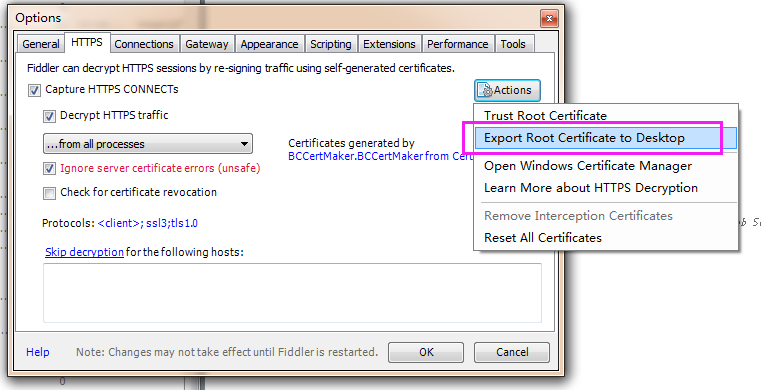 Options
General HTTPS Connections Gateway Appearance Scripting Extensions Performance Tools
Fiddler can decrypt HTTPS sessions by re-signing traffic using self-generated certificates.
Capture HTTPS CONNECTs
Actions
Decrypt HTTPS traffic
...from all processes
Certificates generated by
BCCertMaker.BCCertMaker from Cert
Ignore server certificate errors (unsafe)
Check for certificate revocation
Protocols: <client>; ssl3;tls1.0
Skip decryption for the following hosts:
Trust Root Certificate
Export Root Certificate to Desktop
Open Windows Certificate Manager
Learn More about HTTPS Decryption
Remove Interception Certificates
Reset All Certificates
Help
Note: Changes may not take effect until Fiddler is restarted.
OK
Cancel
0